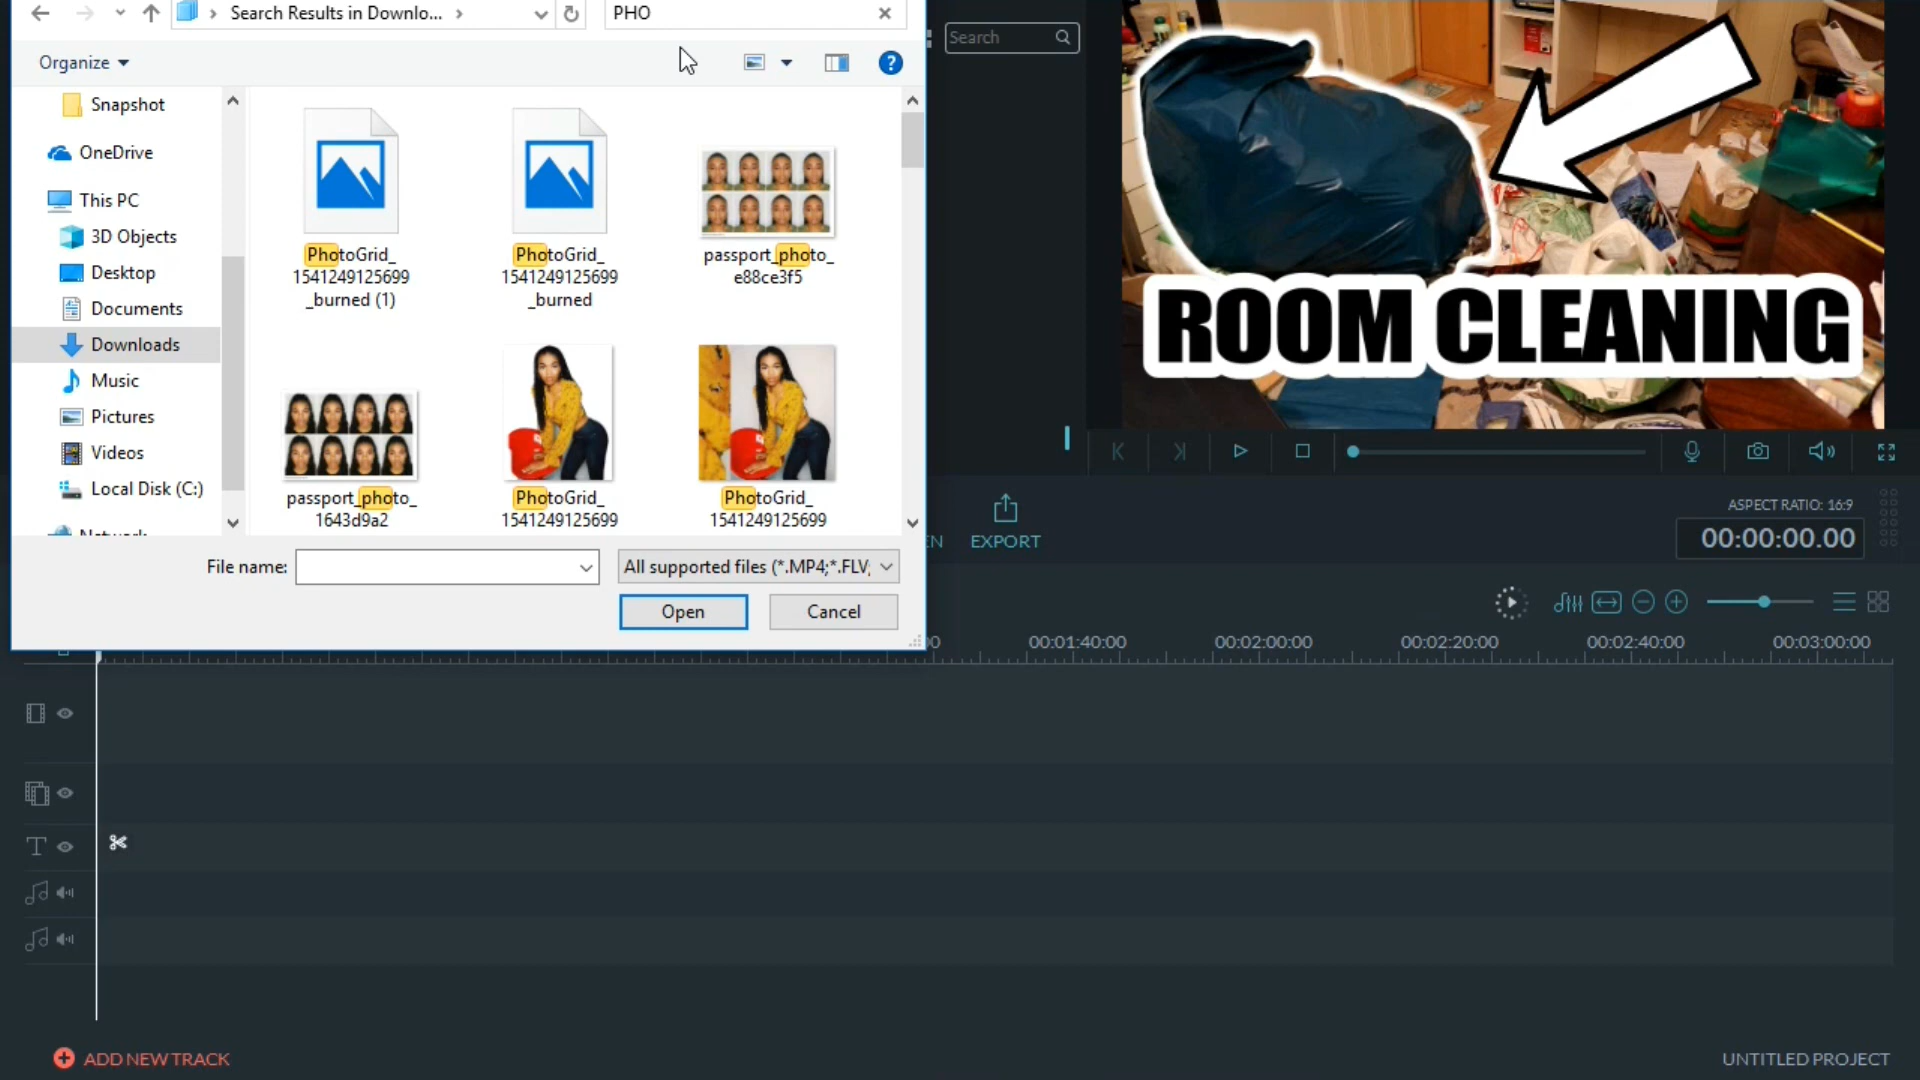 Search Results in Downlo...
PHO
Organize
Search
Snapshot
OneDrive
This PC
3D Objects
Desktop
Documents
Downloads
Music
Pictures
Videos
Local Disk (C:)
Network
PhotoGrid_
1541249125699
_burned (1)
PhotoGrid_
1541249125699
_burned
passport_photo_
e88ce3f5
passport_photo_
1643d9a2
PhotoGrid_
1541249125699
PhotoGrid_
1541249125699
File name:
All supported files (*.MP4;*.FLV;
Open
Cancel
ROOM CLEANING
EXPORT
ASPECT RATIO: 16:9
00:00:00.00
00:01:40:00
00:02:00:00
00:02:20:00
00:02:40:00
00:03:00:00
T
ADD NEW TRACK
UNTITLED PROJECT